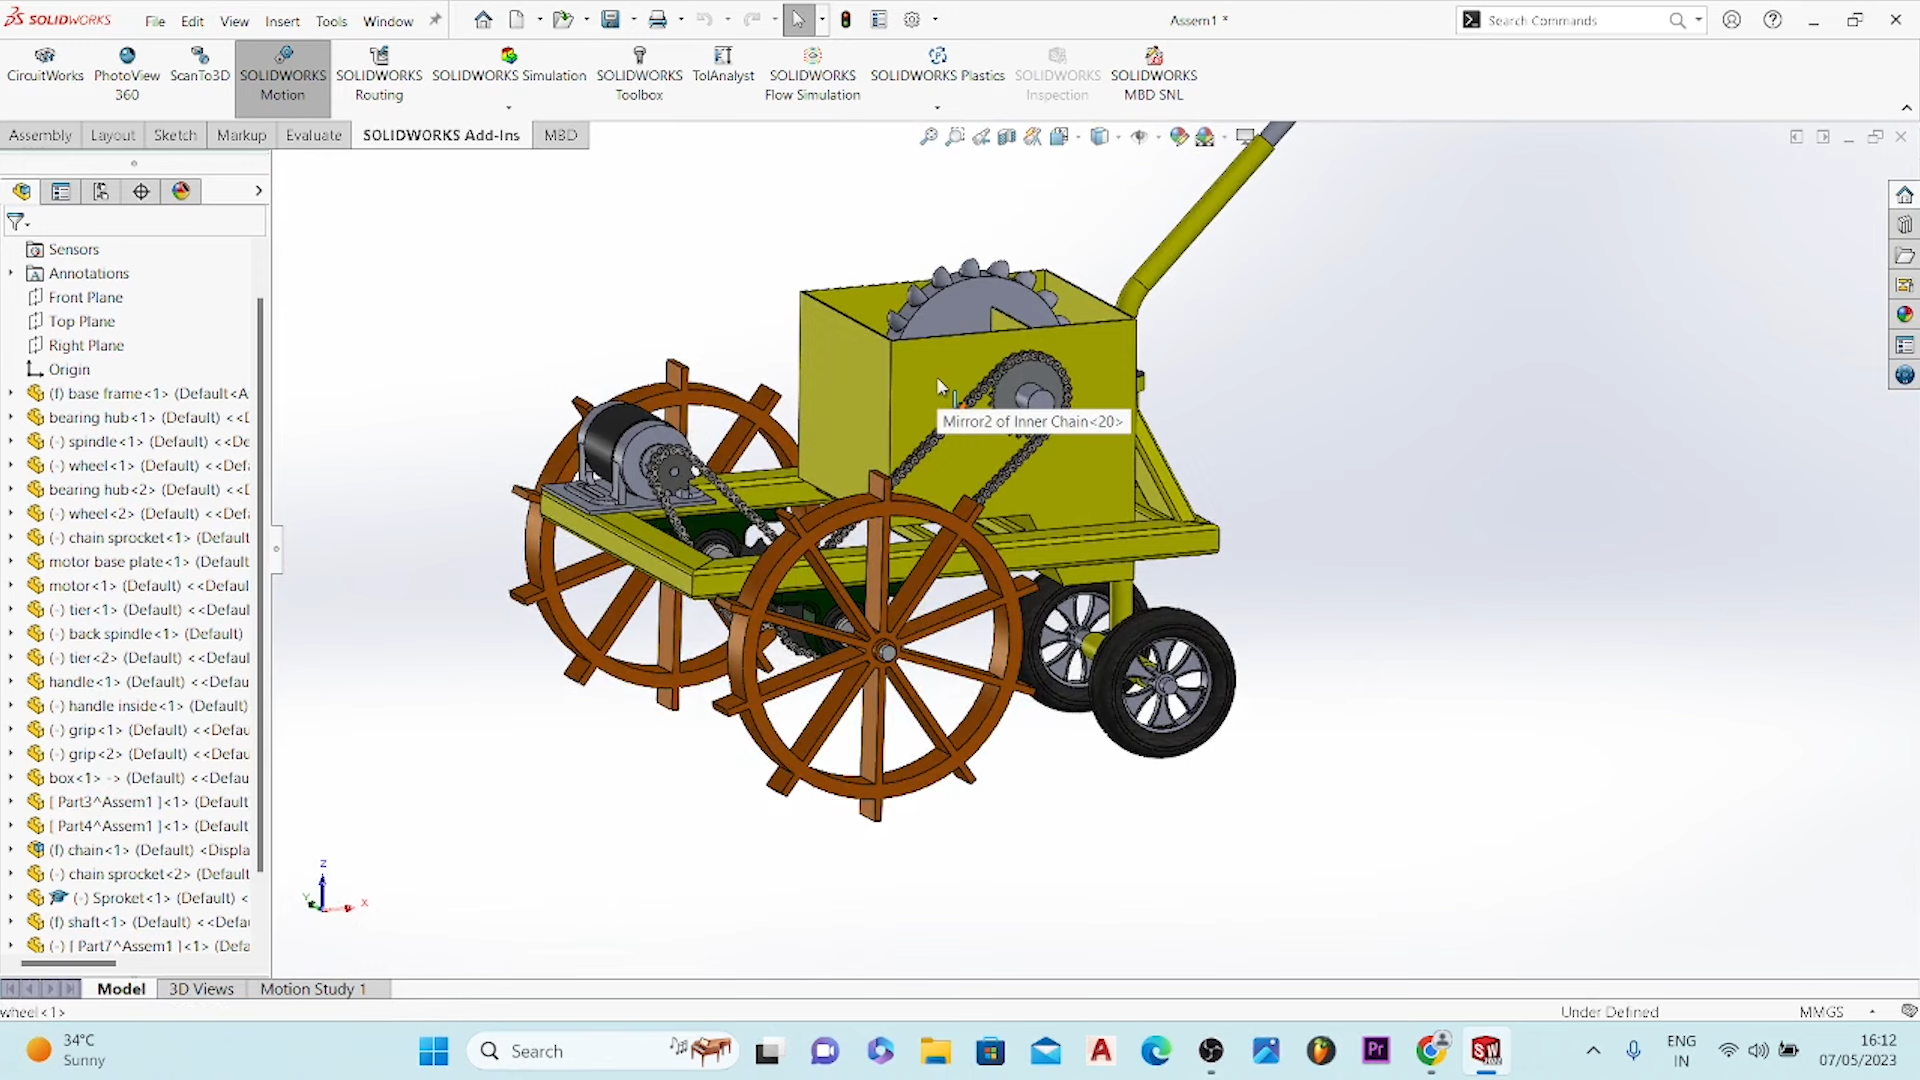 SOLIDWORKS File Edit View Insert Tools Window Assem1 * Search Commands
CircuitWorks PhotoView 360 ScanTo3D SOLIDWORKS Motion SOLIDWORKS Routing SOLIDWORKS Simulation SOLIDWORKS Toolbox TolAnalyst SOLIDWORKS Flow Simulation SOLIDWORKS Plastics SOLIDWORKS Inspection SOLIDWORKS MBD SNL
Assembly Layout Sketch Markup Evaluate SOLIDWORKS Add-Ins MBD
Sensors
Annotations
Front Plane
Top Plane
Right Plane
Origin
(f) base frame<1> (Default<A
bearing hub<1> (Default) <<D
(-) spindle<1> (Default) <<De
(-) wheel<1> (Default) <<Defa
bearing hub<2> (Default) <<D
(-) wheel<2> (Default) <<Defa
(-) chain sprocket<1> (Default
motor base plate<1> (Default
motor<1> (Default) <<Default
(-) tier<1> (Default) <<Defaul
(-) back spindle<1> (Default)
(-) tier<2> (Default) <<Defaul
handle<1> (Default) <<Defau
(-) handle inside<1> (Default)
(-) grip<1> (Default) <<Defau
(-) grip<2> (Default) <<Defau
box<1> -> (Default) <<Defau
[ Part3^Assem1 ]<1> (Default
[ Part4^Assem1 ]<1> (Default
(f) chain<1> (Default) <Displa
(-) chain sprocket<2> (Default
(-) Sproket<1> (Default) <
(f) shaft<1> (Default) <<Defau
(-) [ Part7^Assem1 ]<1> (Defa
Mirror2 of Inner Chain<20>
Z
Y
X
Model 3D Views Motion Study 1
wheel<1> Under Defined MMGS
34°C
Sunny
Search
Pr
SW
ENG
IN
16:12
07/05/2023